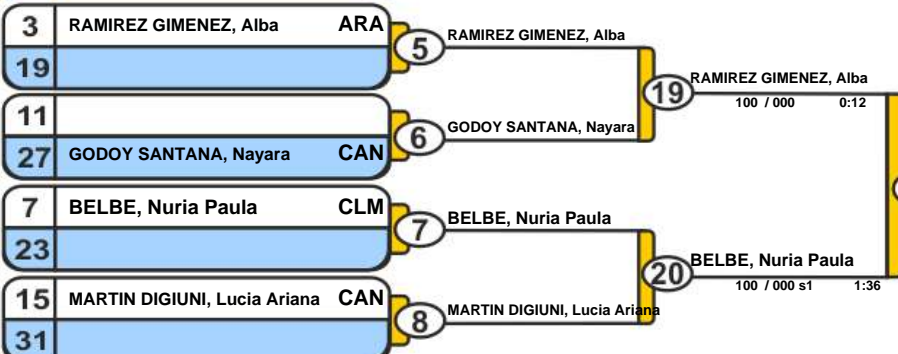 3 RAMIREZ GIMENEZ, Alba ARA
19
5 RAMIREZ GIMENEZ, Alba
11
27 GODOY SANTANA, Nayara CAN
6 GODOY SANTANA, Nayara
19 RAMIREZ GIMENEZ, Alba
100 / 000 0:12
7 BELBE, Nuria Paula CLM
23
7 BELBE, Nuria Paula
15 MARTIN DIGIUNI, Lucia Ariana CAN
31
8 MARTIN DIGIUNI, Lucia Ariana
20 BELBE, Nuria Paula
100 / 000 s1 1:36